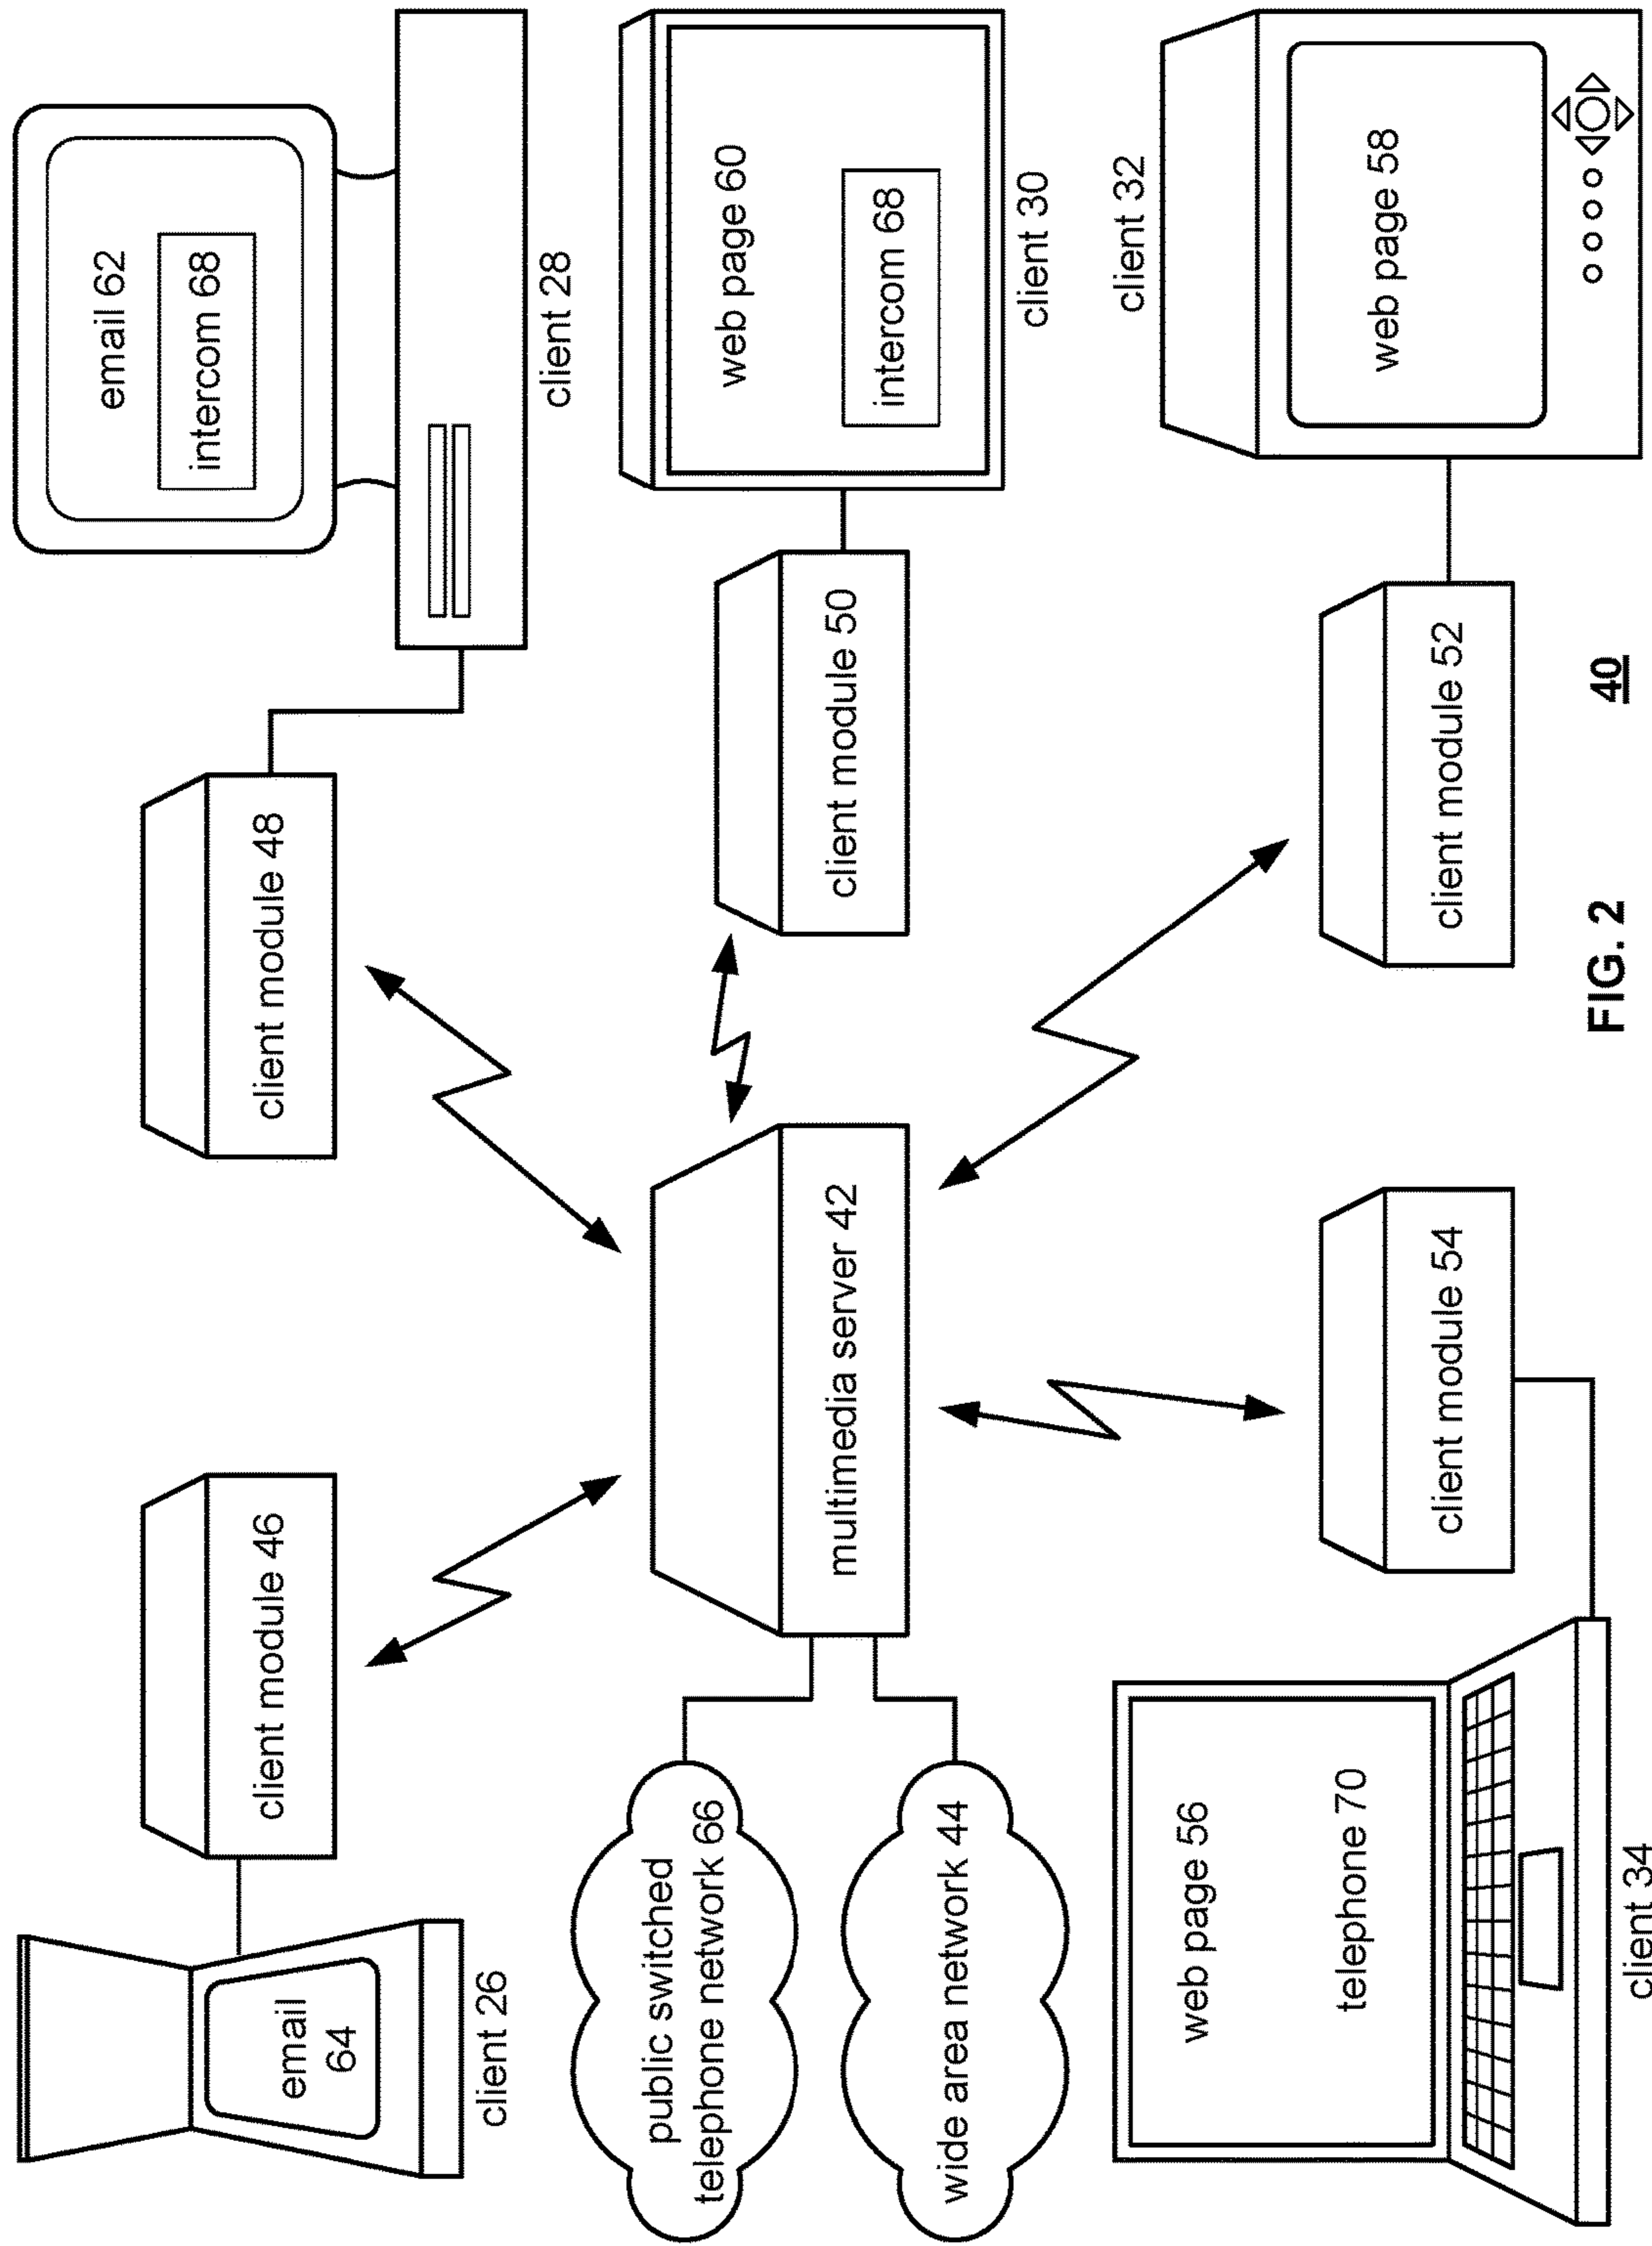 email
64
client 26
client module 46
client module 48
email 62
intercom 68
client 28
public switched
telephone network 66
wide area network 44
multimedia server 42
client module 50
web page 60
intercom 68
client 30
web page 56
telephone 70
client 34
client module 54
client module 52
client 32
web page 58
FIG. 2
40